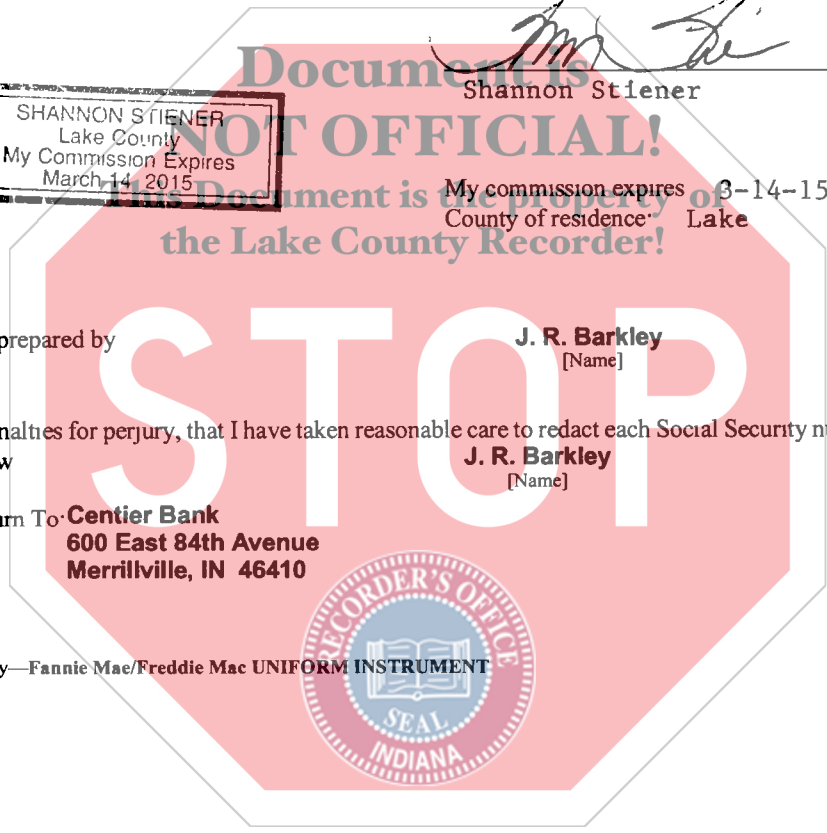 Document is
Shannon Stiener
SHANNON STIENER
Lake County
My Commission Expires
March 14, 2015
NOT OFFICIAL!
This Document is the property of
My commission expires 3-14-15
County of residence· Lake
the Lake County Recorder!
STOP
prepared by J. R. Barkley
[Name]
nalties for perjury, that I have taken reasonable care to redact each Social Security
w J. R. Barkley
[Name]
urn To· Centier Bank
600 East 84th Avenue
Merrillville, IN 46410
RECORDER'S OFFICE
y—Fannie Mae/Freddie Mac UNIFORM INSTRUMENT
SEAL
INDIANA